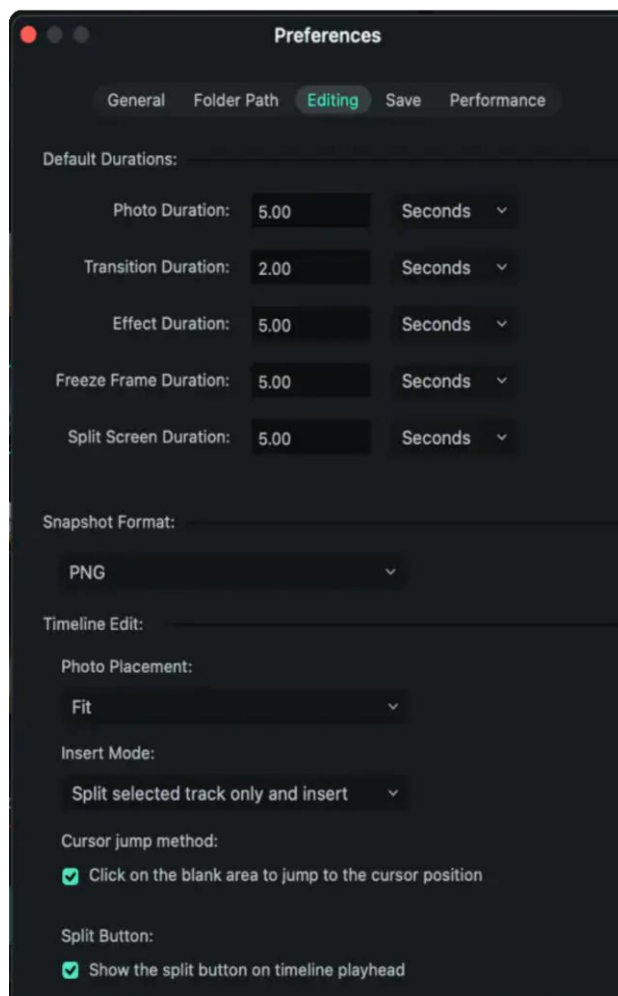 Preferences
General Folder Path Editing Save Performance
Default Durations:
Photo Duration: 5.00 Seconds
Transition Duration: 2.00 Seconds
Effect Duration: 5.00 Seconds
Freeze Frame Duration: 5.00 Seconds
Split Screen Duration: 5.00 Seconds
Snapshot Format:
PNG
Timeline Edit:
Photo Placement:
Fit
Insert Mode:
Split selected track only and insert
Cursor jump method:
Click on the blank area to jump to the cursor position
Split Button:
Show the split button on timeline playhead